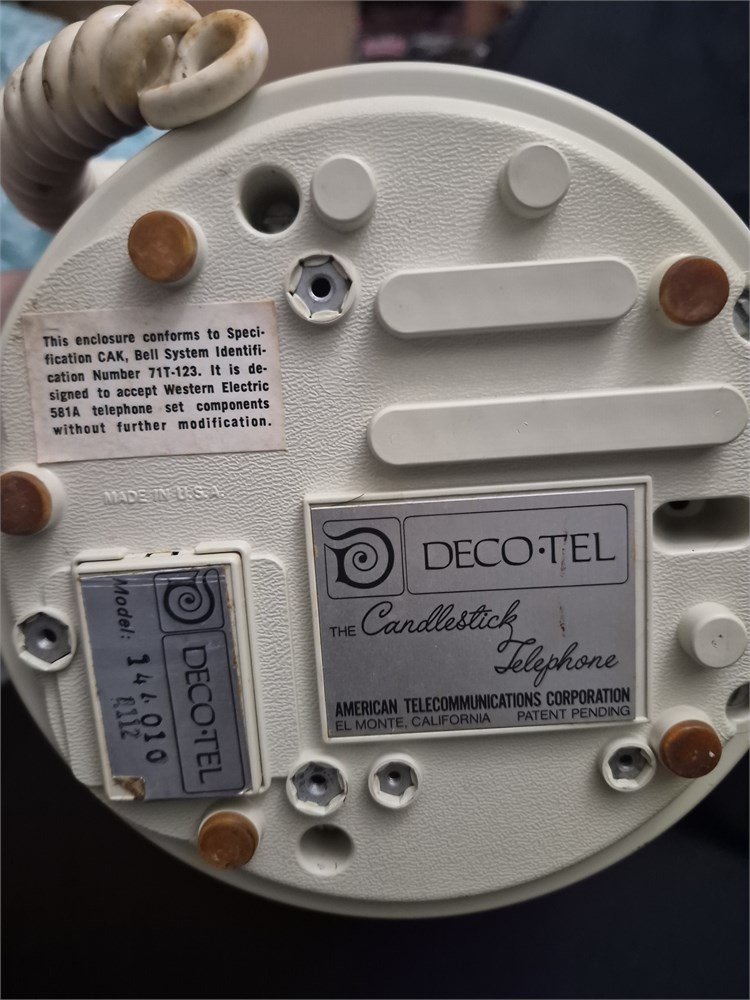 This enclosure conforms to Speci-
fication CAK, Bell System Identifi-
cation Number 71T-123. It is de-
signed to accept Western Electric
581A telephone set components
without further modification.
MADE IN U.S.A.
DECO•TEL
THE Candlestick
Telephone
AMERICAN TELECOMMUNICATIONS CORPORATION
EL MONTE, CALIFORNIA PATENT PENDING
DECO•TEL
Model: 144010